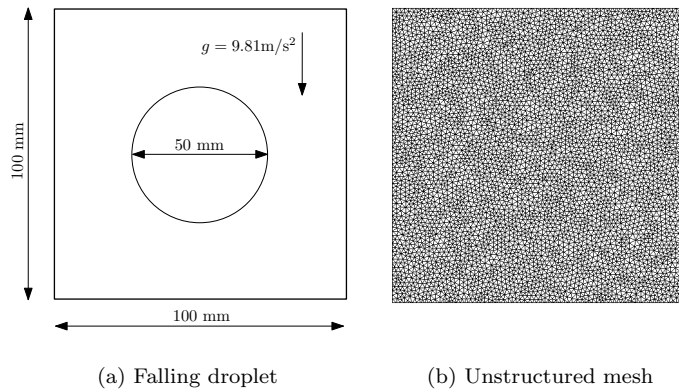 g = 9.81m/s²
100 mm
50 mm
100 mm
(a) Falling droplet
(b) Unstructured mesh